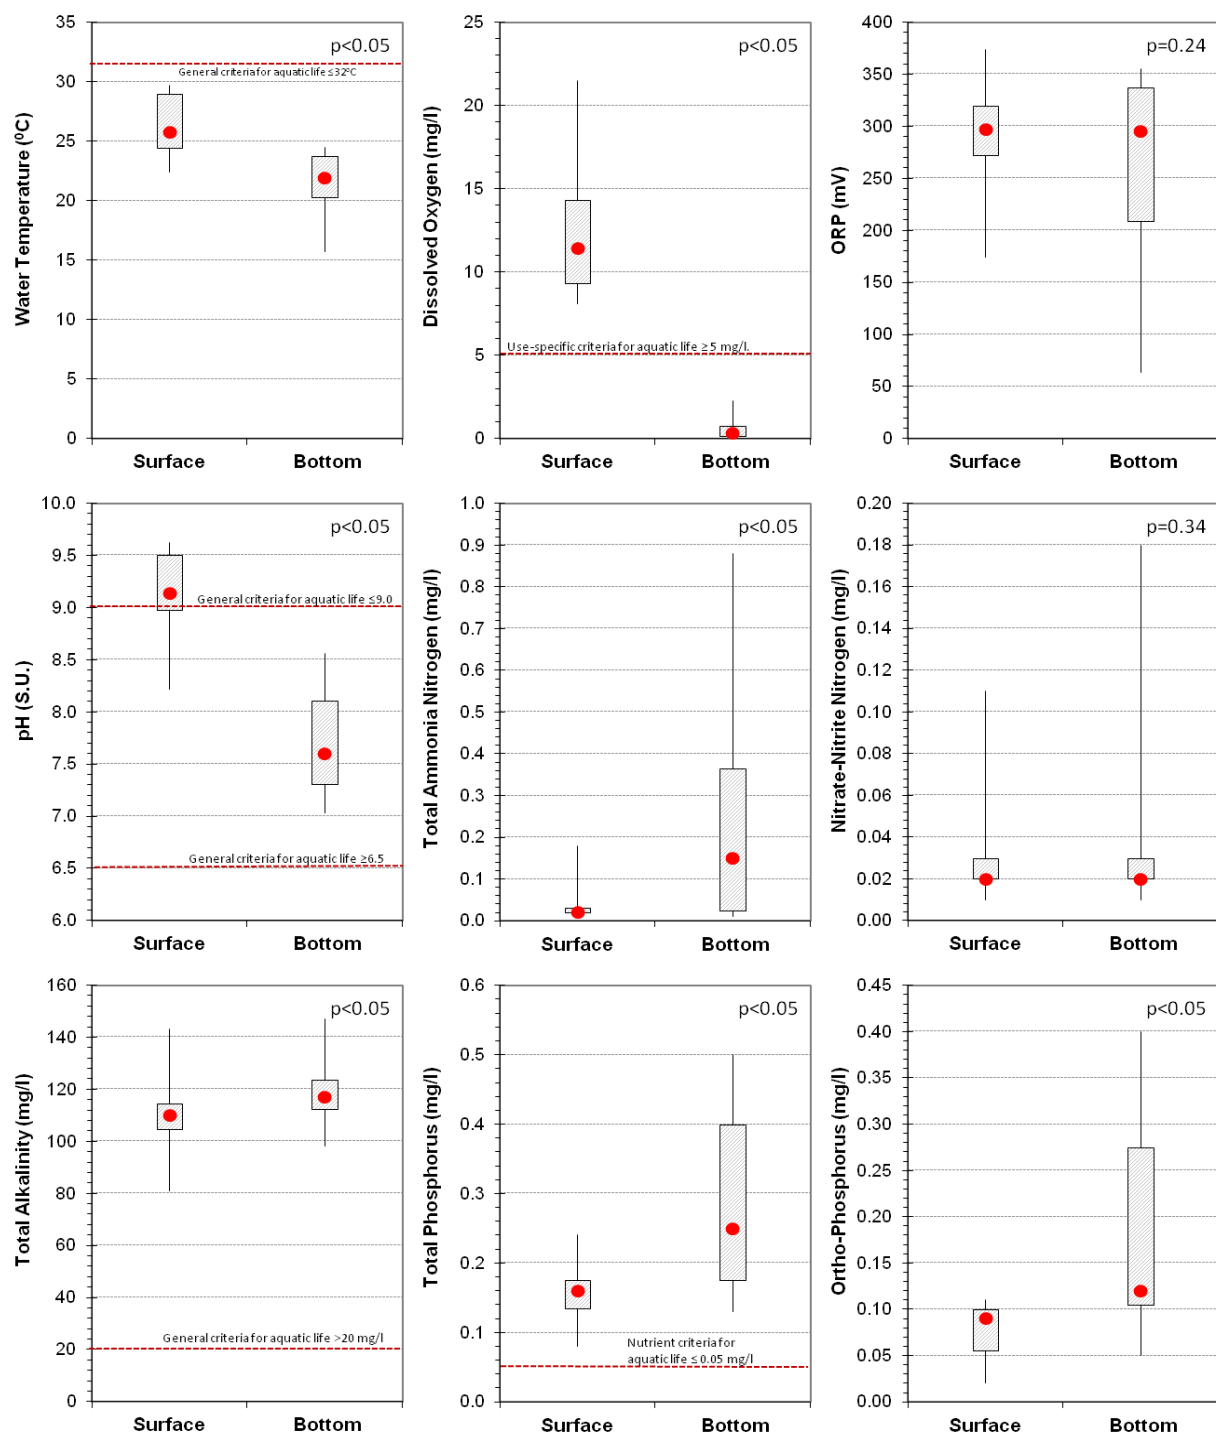 Water Temperature (⁰C)
35
30
25
20
15
10
5
0
p<0.05
General criteria for aquatic life ≤32°C
Surface
Bottom
Dissolved Oxygen (mg/l)
25
20
15
10
5
0
p<0.05
Use-specific criteria for aquatic life ≥5 mg/l.
Surface
Bottom
ORP (mV)
400
350
300
250
200
150
100
50
0
p=0.24
Surface
Bottom
pH (S.U.)
10.0
9.5
9.0
8.5
8.0
7.5
7.0
6.5
6.0
p<0.05
General criteria for aquatic life ≤9.0
General criteria for aquatic life ≥6.5
Surface
Bottom
Total Ammonia Nitrogen (mg/l)
1.0
0.9
0.8
0.7
0.6
0.5
0.4
0.3
0.2
0.1
0.0
p<0.05
Surface
Bottom
Nitrate-Nitrite Nitrogen (mg/l)
0.20
0.18
0.16
0.14
0.12
0.10
0.08
0.06
0.04
0.02
0.00
p=0.34
Surface
Bottom
Total Alkalinity (mg/l)
160
140
120
100
80
60
40
20
0
p<0.05
General criteria for aquatic life >20 mg/l
Surface
Bottom
Total Phosphorus (mg/l)
0.6
0.5
0.4
0.3
0.2
0.1
0.0
p<0.05
Nutrient criteria for
aquatic life ≤0.05 mg/l
Surface
Bottom
Ortho-Phosphorus (mg/l)
0.45
0.40
0.35
0.30
0.25
0.20
0.15
0.10
0.05
0.00
p<0.05
Surface
Bottom